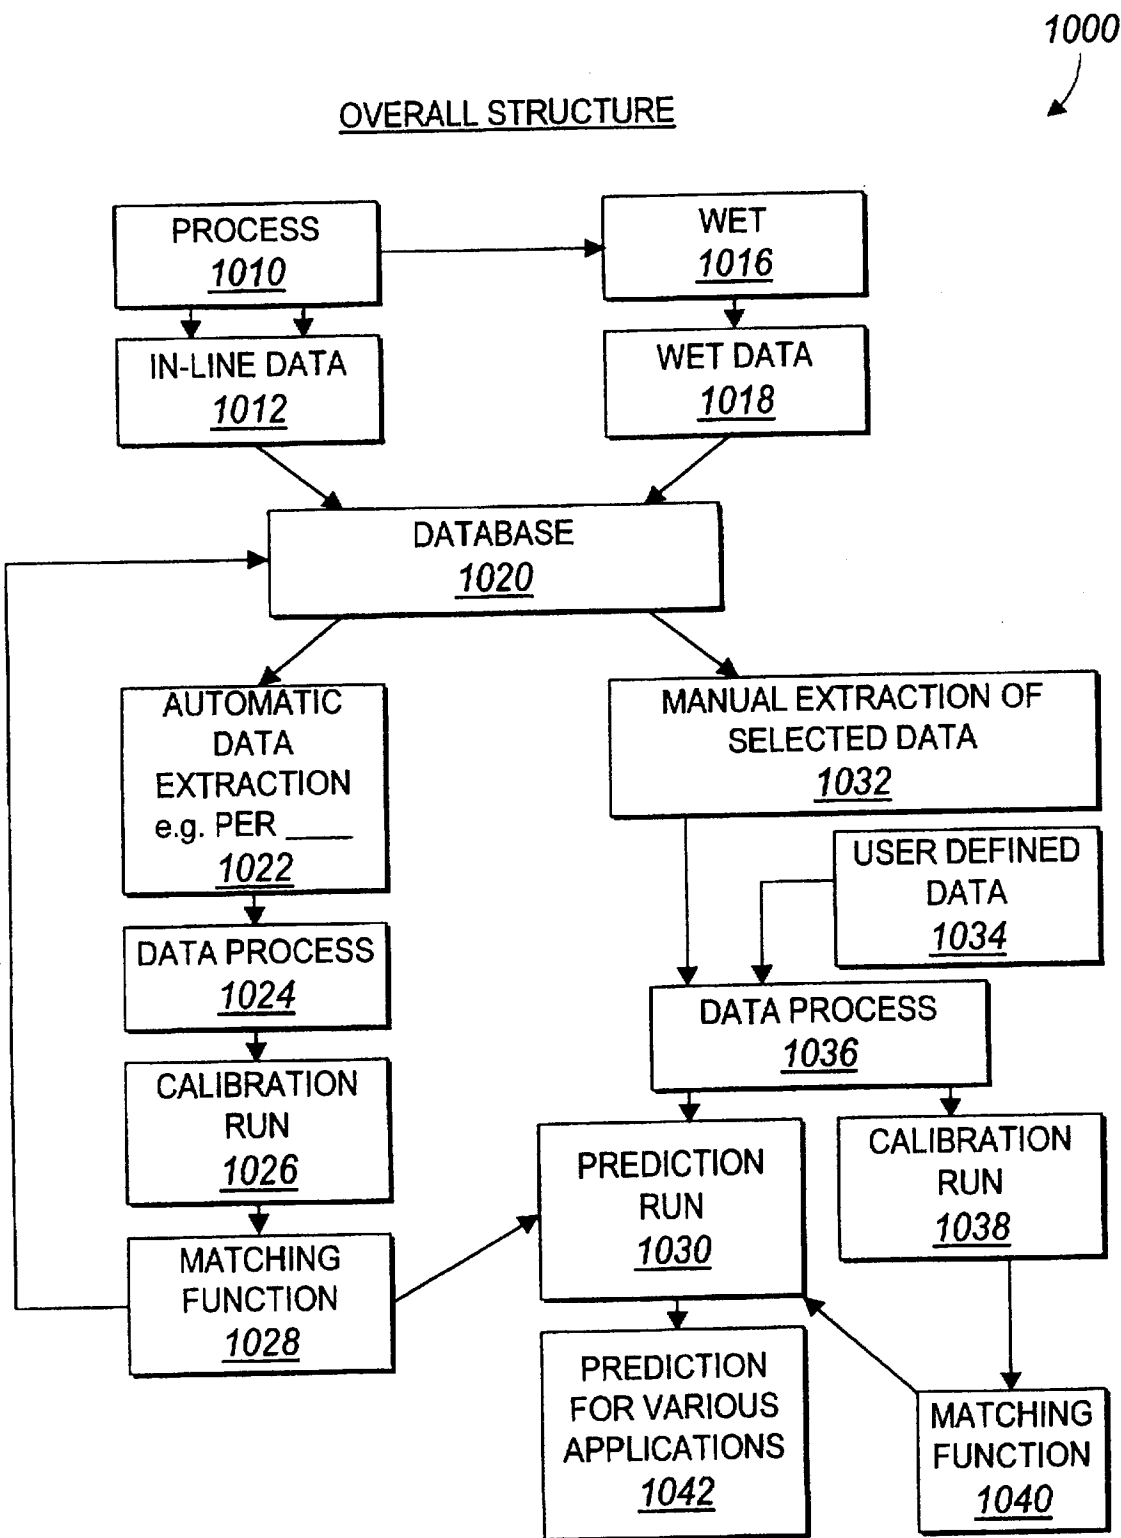 1000
OVERALL STRUCTURE
PROCESS
1010
WET
1016
IN-LINE DATA
1012
WET DATA
1018
DATABASE
1020
AUTOMATIC
DATA
EXTRACTION
e.g. PER ____
1022
MANUAL EXTRACTION OF
SELECTED DATA
1032
USER DEFINED
DATA
1034
DATA PROCESS
1024
DATA PROCESS
1036
CALIBRATION
RUN
1026
PREDICTION
RUN
1030
CALIBRATION
RUN
1038
MATCHING
FUNCTION
1028
PREDICTION
FOR VARIOUS
APPLICATIONS
1042
MATCHING
FUNCTION
1040